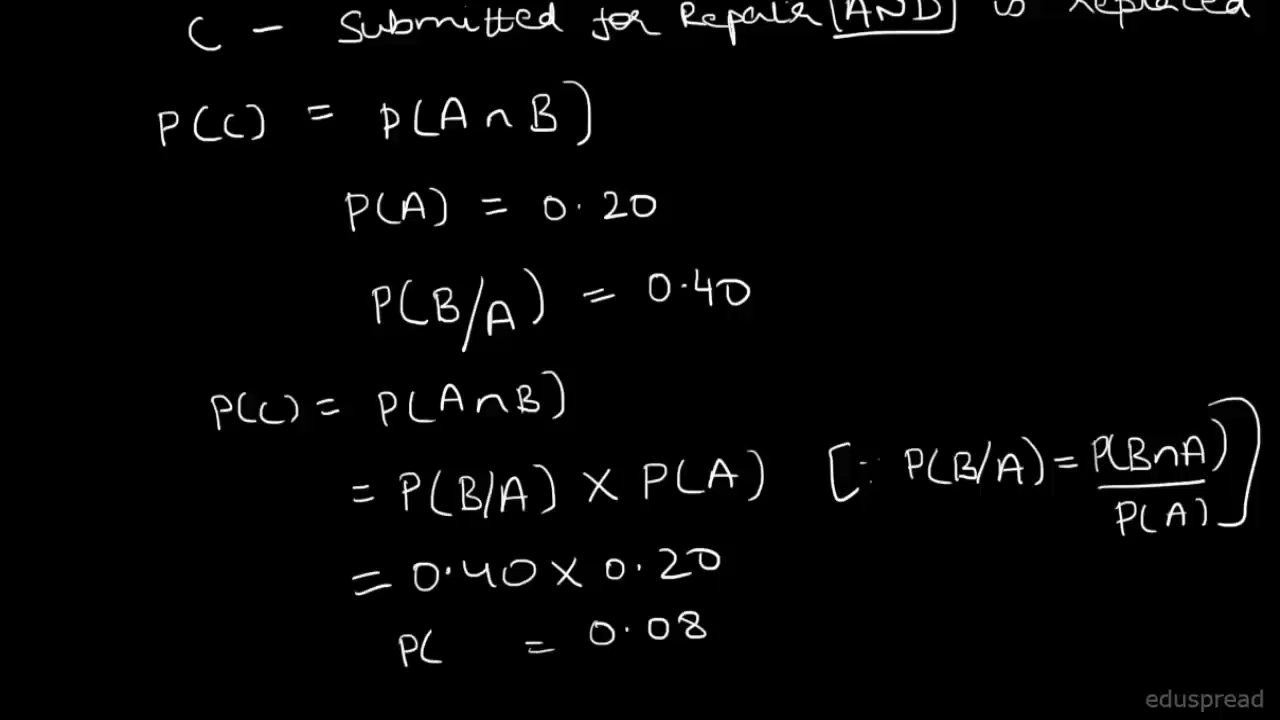 C - Submitted for Repair [AND] is replaced
P(C) = P(A ∩ B)
P(A) = 0.20
P(B/A) = 0.40
P(C) = P(A∩B)
= P(B/A) × P(A) [∵ P(B/A) = P(B∩A) / P(A)]
= 0.40 × 0.20
P( = 0.08
eduspread